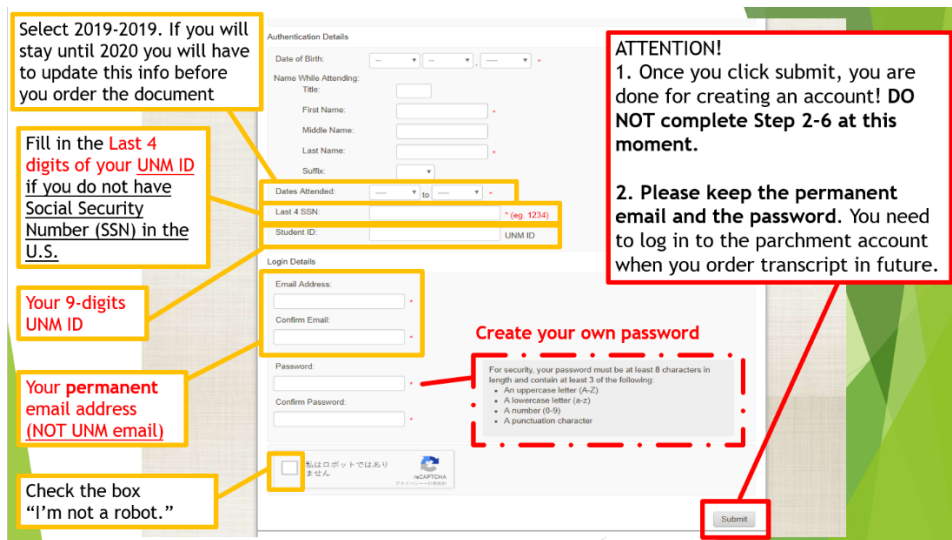 Select 2019-2019. If you will
stay until 2020 you will have
to update this info before
you order the document
Fill in the Last 4
digits of your UNM ID
if you do not have
Social Security
Number (SSN) in the
U.S.
Your 9-digits
UNM ID
Your permanent
email address
(NOT UNM email)
Check the box
“I’m not a robot.”
Authentication Details
Date of Birth:
-- -- , ---- *
Name While Attending:
Title:
First Name: *
Middle Name:
Last Name: *
Suffix:
Dates Attended: ---- to ---- *
Last 4 SSN: * (eg. 1234)
Student ID: UNM ID
Login Details
Email Address:
*
Confirm Email:
*
Password:
*
Confirm Password:
*
Create your own password
For security, your password must be at least 8 characters in
length and contain at least 3 of the following:
• An uppercase letter (A-Z)
• A lowercase letter (a-z)
• A number (0-9)
• A punctuation character
私はロボットではあり
ません
reCAPTCHA
Submit
ATTENTION!
1. Once you click submit, you are
done for creating an account! DO
NOT complete Step 2-6 at this
moment.
2. Please keep the permanent
email and the password. You need
to log in to the parchment account
when you order transcript in future.